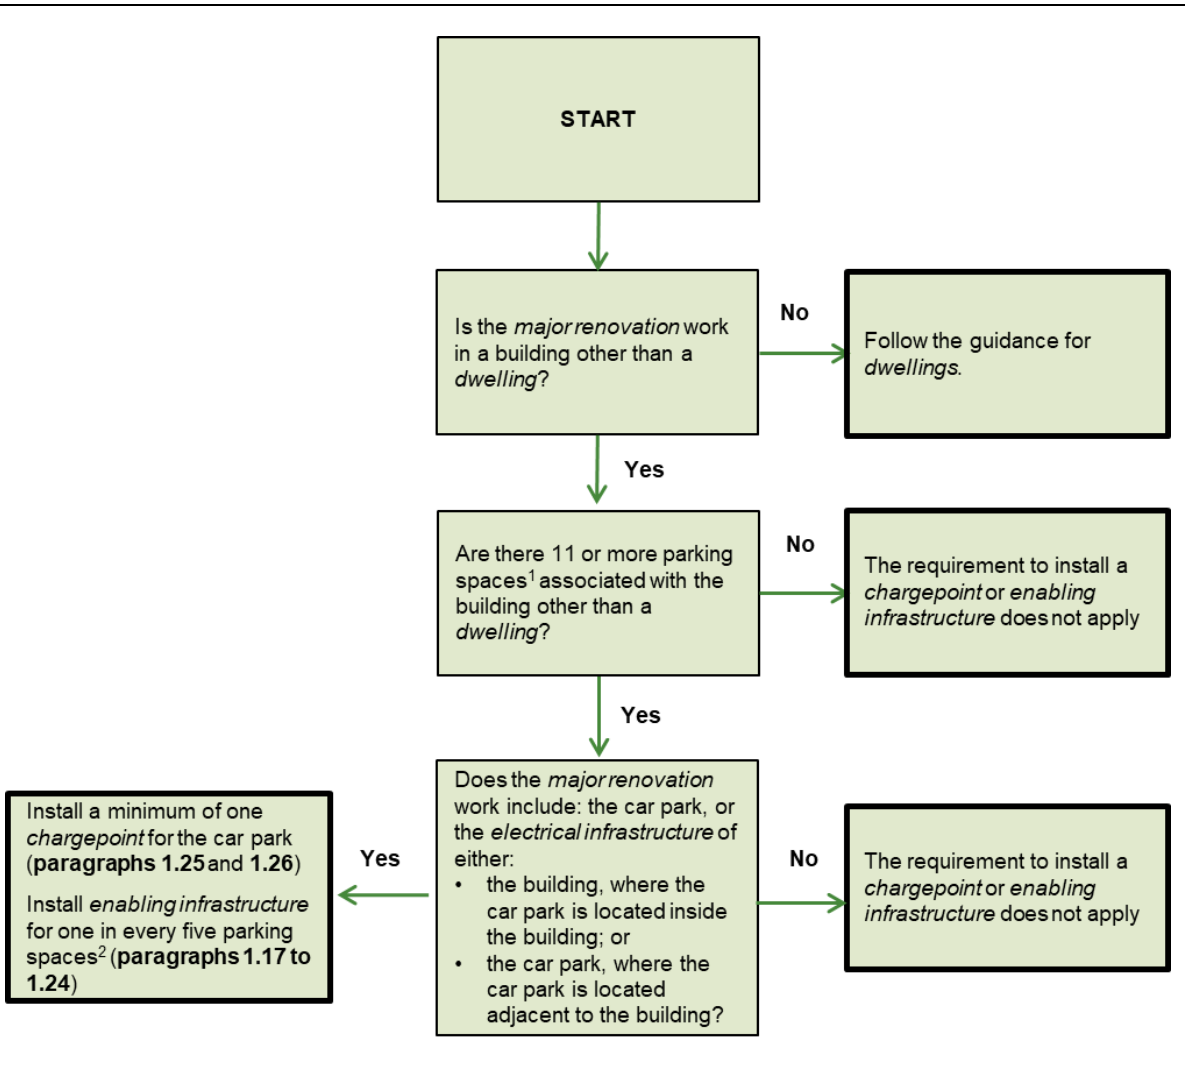 START
Is the major renovation work
in a building other than a
dwelling?
No
Follow the guidance for
dwellings.
Yes
Are there 11 or more parking
spaces¹ associated with the
building other than a
dwelling?
No
The requirement to install a
chargepoint or enabling
infrastructure does not apply
Yes
Does the major renovation
work include: the car park, or
the electrical infrastructure of
either:
• the building, where the
car park is located inside
the building; or
• the car park, where the
car park is located
adjacent to the building?
Yes
Install a minimum of one
chargepoint for the car park
(paragraphs 1.25 and 1.26)
Install enabling infrastructure
for one in every five parking
spaces² (paragraphs 1.17 to
1.24)
No
The requirement to install a
chargepoint or enabling
infrastructure does not apply